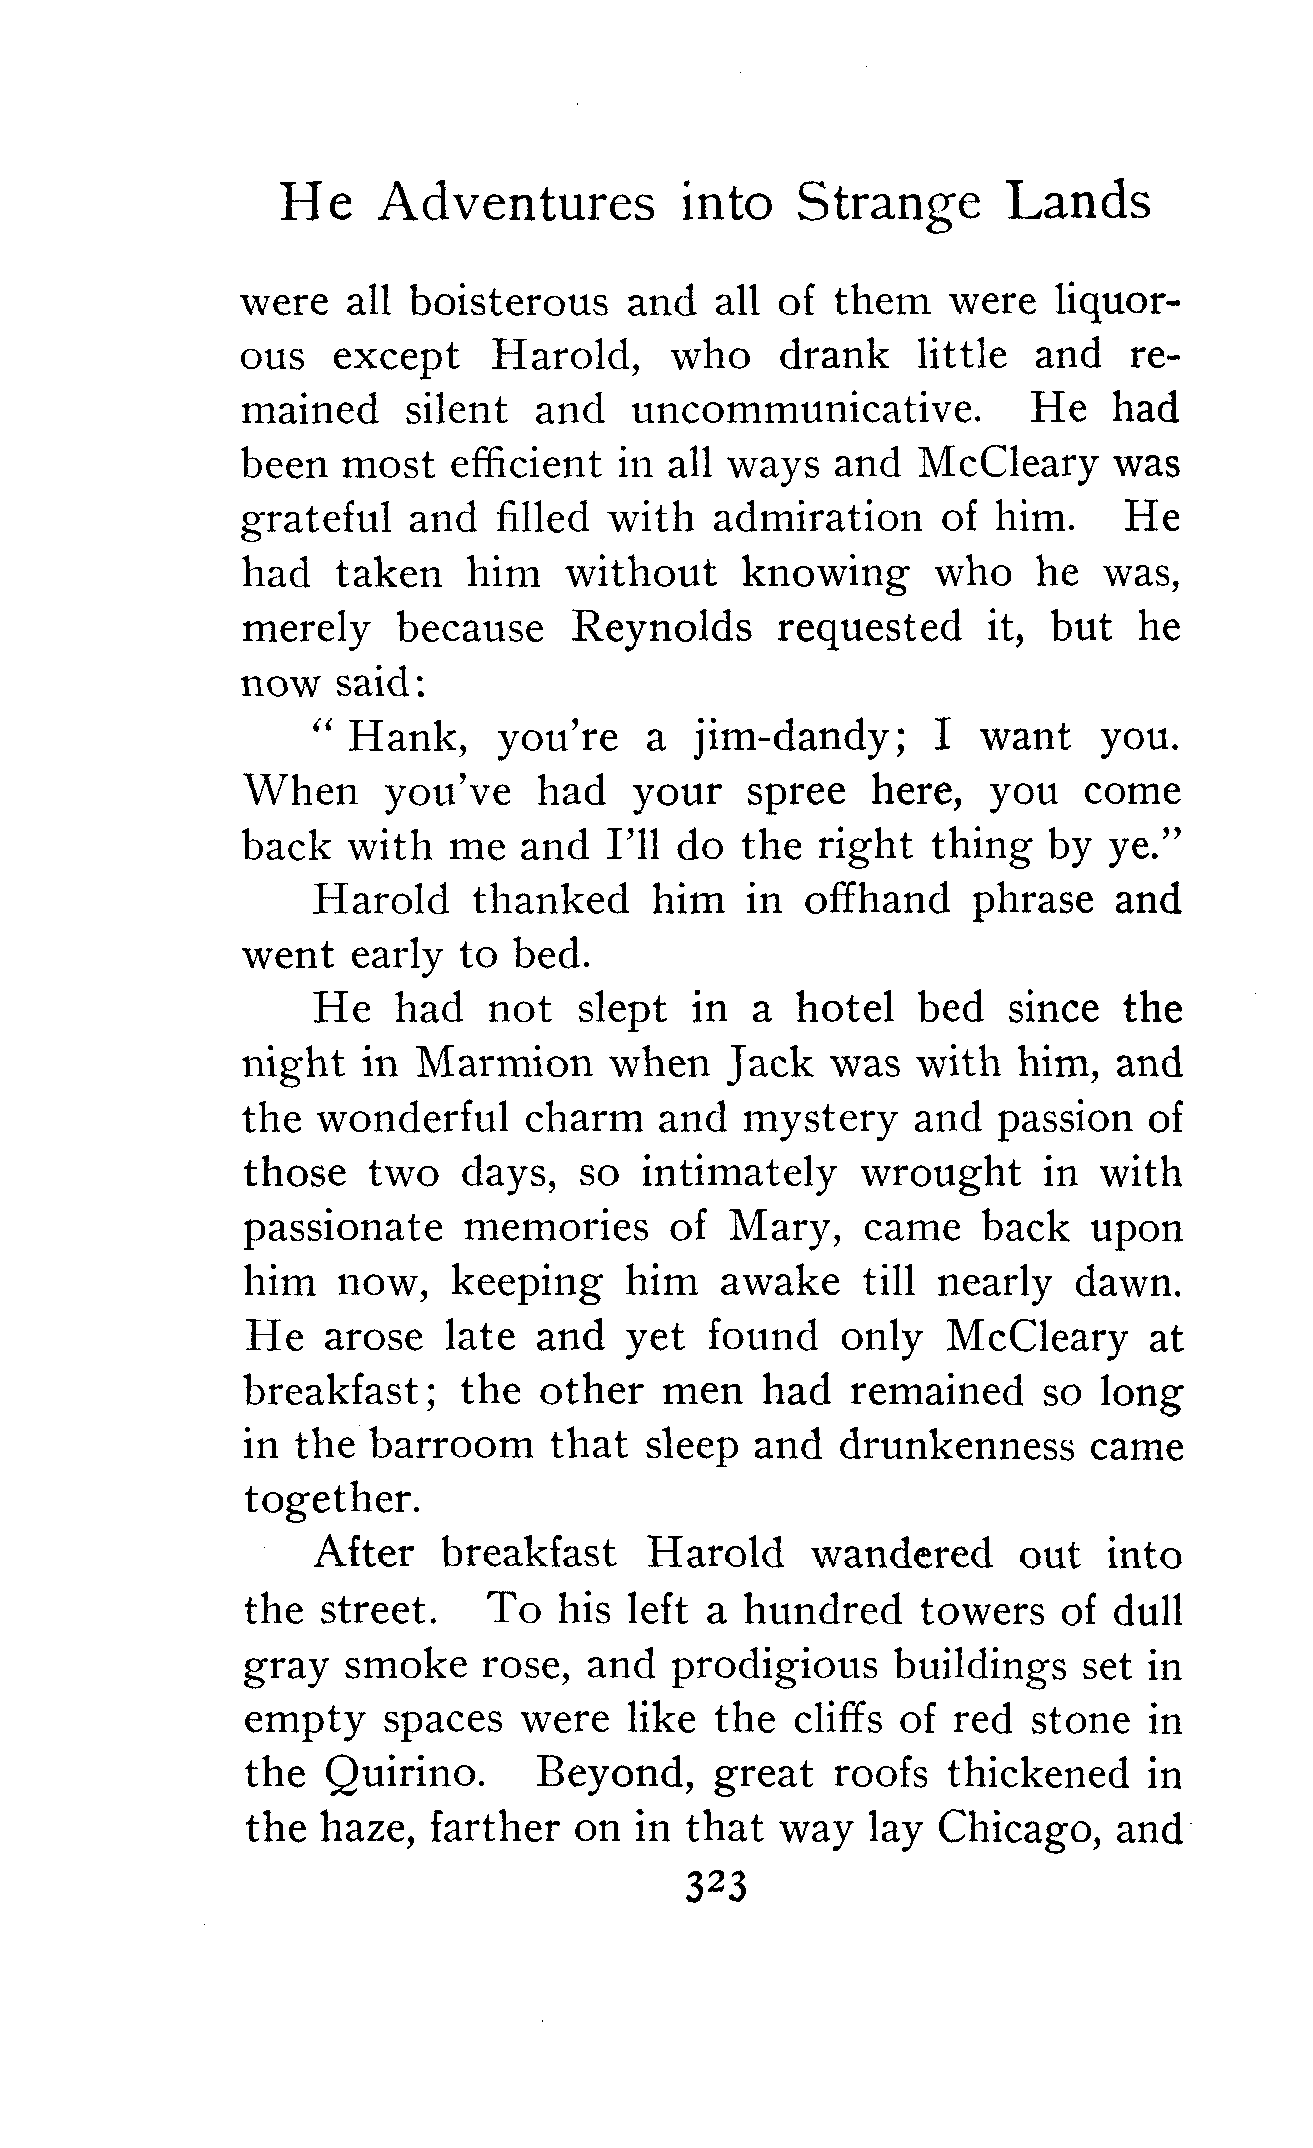 He Adventures into Strange Lands
were all boisterous and all of them were liquor-
ous except Harold, who drank little and re-
mained silent and uncommunicative. He had
been most efficient in all ways and McCleary was
grateful and filled with admiration of him. He
had taken him without knowing who he was,
merely because Reynolds requested it, but he
now said:
“ Hank, you’re a jim-dandy; I want you.
When you’ve had your spree here, you come
back with me and I’ll do the right thing by ye.”
Harold thanked him in offhand phrase and
went early to bed.
He had not slept in a hotel bed since the
night in Marmion when Jack was with him, and
the wonderful charm and mystery and passion of
those two days, so intimately wrought in with
passionate memories of Mary, came back upon
him now, keeping him awake till nearly dawn.
He arose late and yet found only McCleary at
breakfast; the other men had remained so long
in the barroom that sleep and drunkenness came
together.
After breakfast Harold wandered out into
the street. To his left a hundred towers of dull
gray smoke rose, and prodigious buildings set in
empty spaces were like the cliffs of red stone in
the Quirino. Beyond, great roofs thickened in
the haze, farther on in that way lay Chicago, and
323